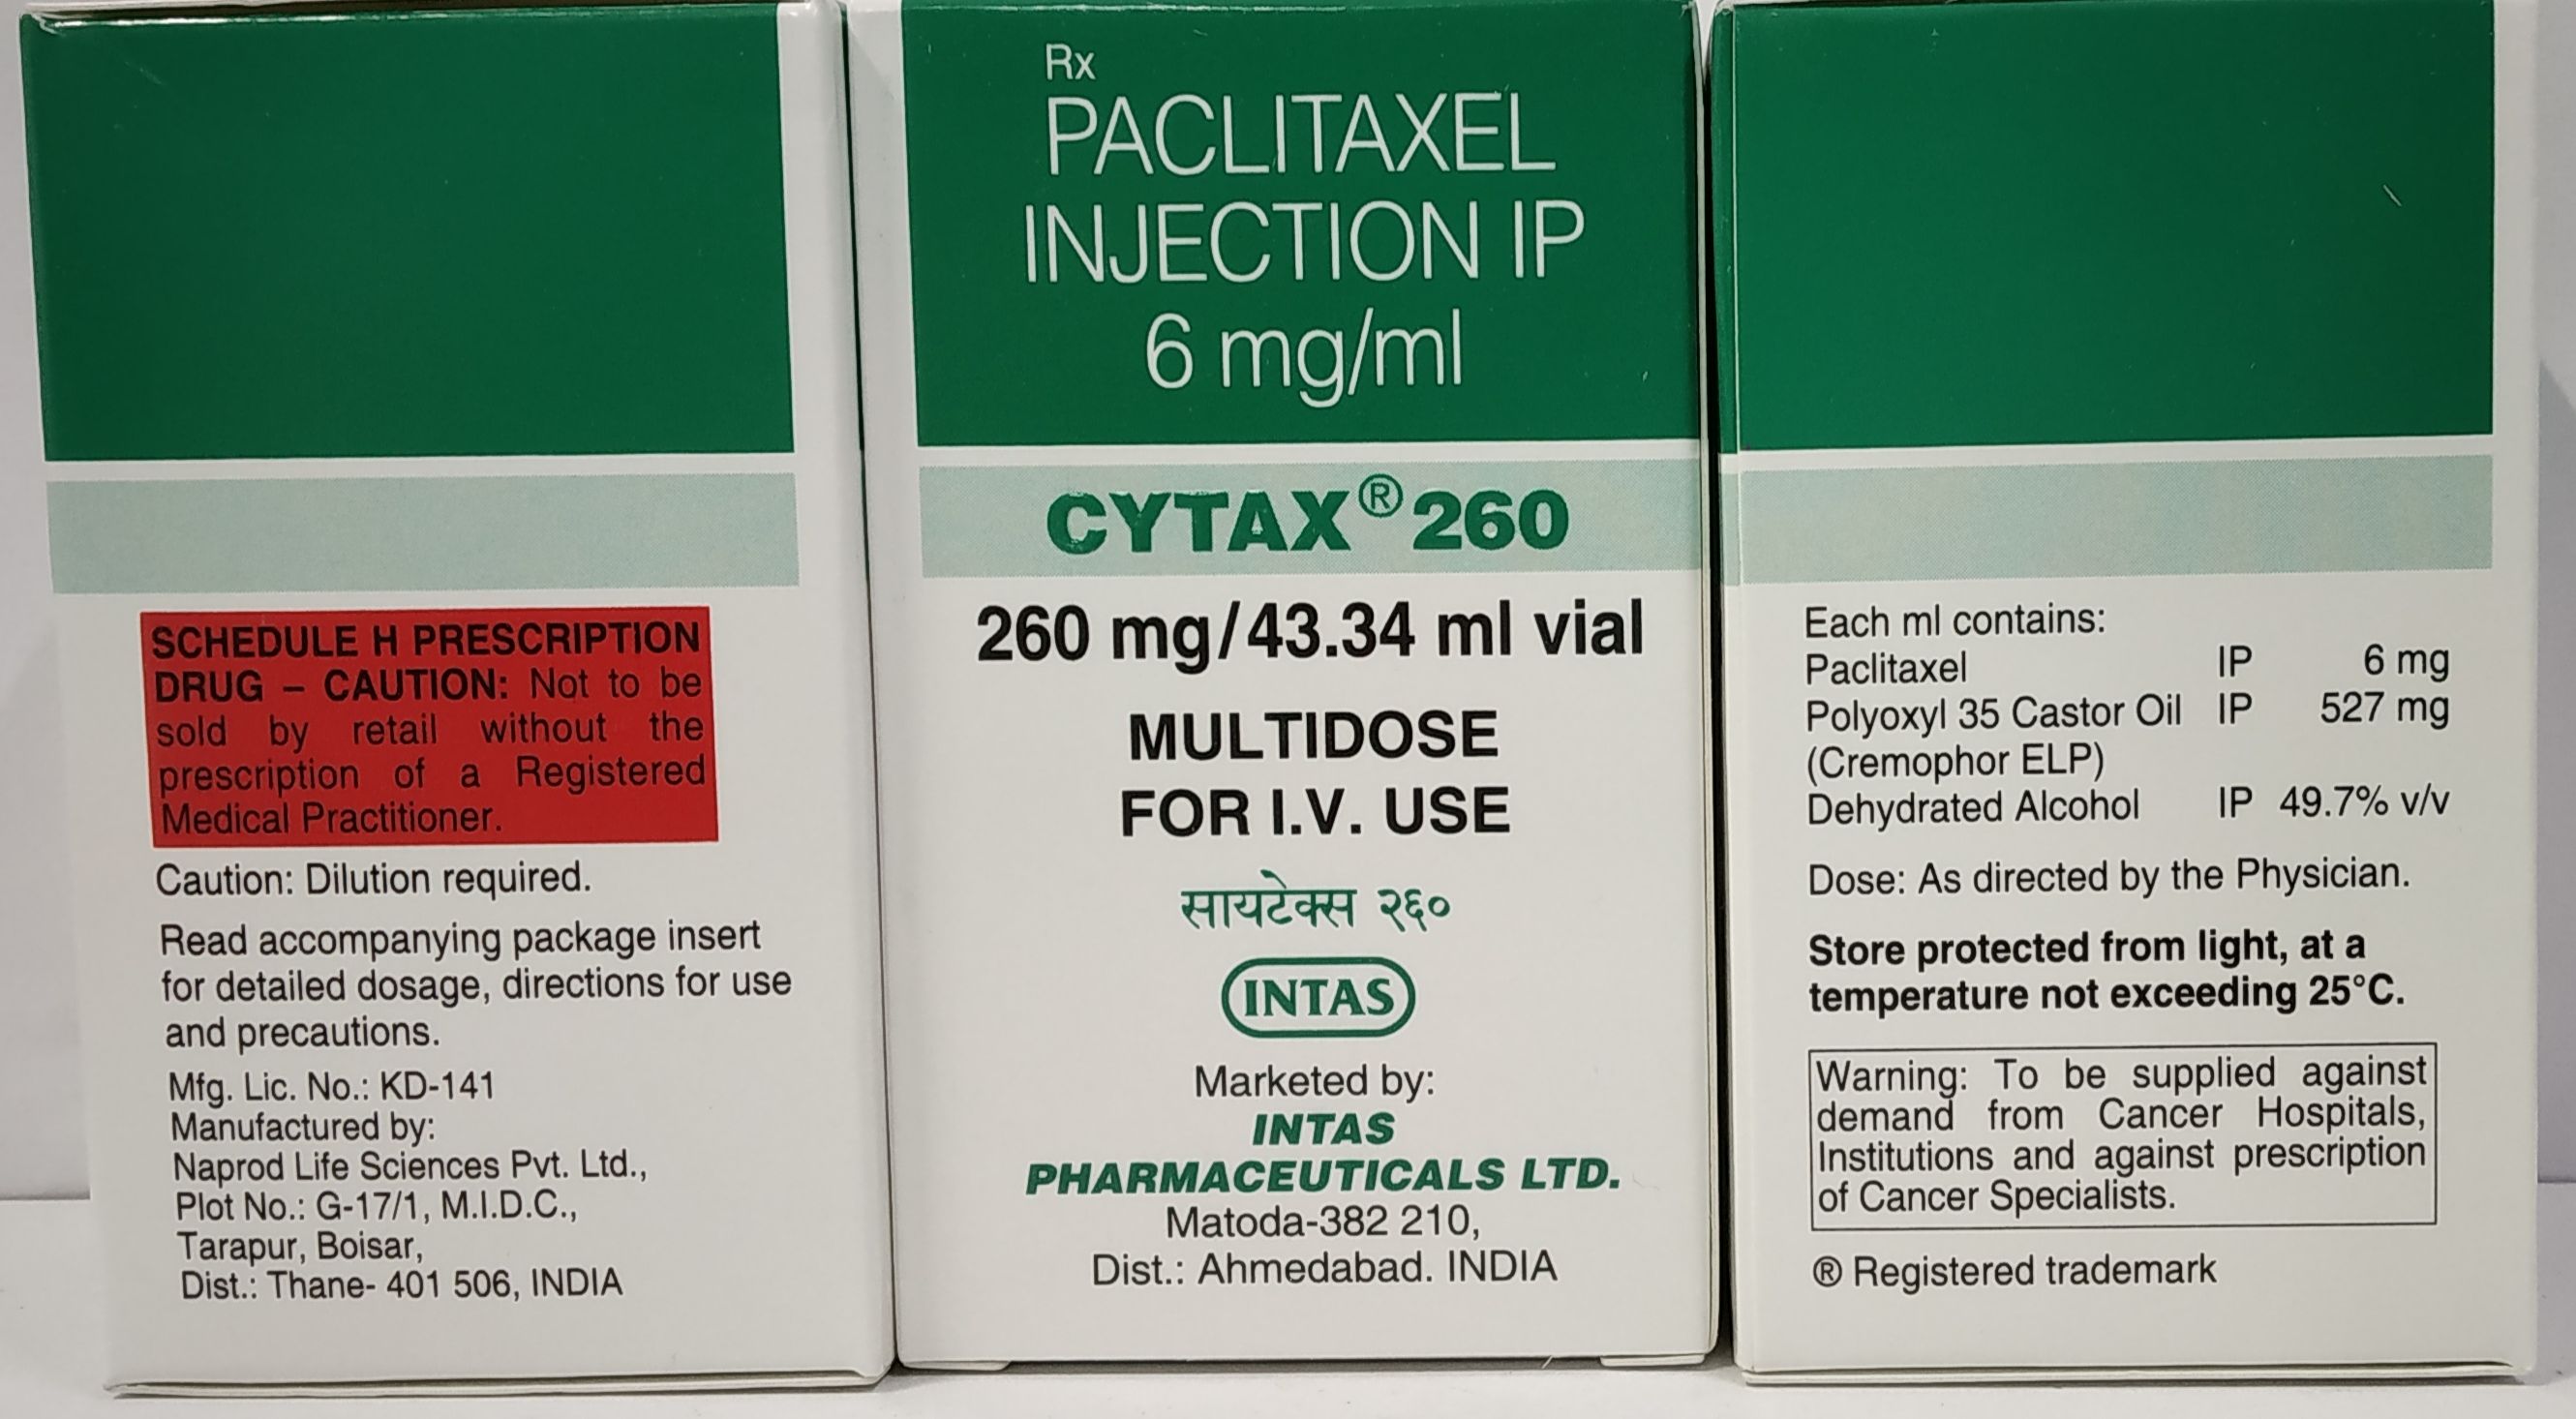 SCHEDULE H PRESCRIPTION
DRUG – CAUTION: Not to be
sold by retail without the
prescription of a Registered
Medical Practitioner.
Caution: Dilution required.
Read accompanying package insert
for detailed dosage, directions for use
and precautions.
Mfg. Lic. No.: KD-141
Manufactured by:
Naprod Life Sciences Pvt. Ltd.,
Plot No.: G-17/1, M.I.D.C.,
Tarapur, Boisar,
Dist.: Thane- 401 506, INDIA
Rx
PACLITAXEL
INJECTION IP
6 mg/ml
CYTAX® 260
260 mg/43.34 ml vial
MULTIDOSE
FOR I.V. USE
सायटेक्स २६०
INTAS
Marketed by:
INTAS
PHARMACEUTICALS LTD.
Matoda-382 210,
Dist.: Ahmedabad. INDIA
Each ml contains:
Paclitaxel IP 6 mg
Polyoxyl 35 Castor Oil IP 527 mg
(Cremophor ELP)
Dehydrated Alcohol IP 49.7% v/v
Dose: As directed by the Physician.
Store protected from light, at a
temperature not exceeding 25°C.
Warning: To be supplied against
demand from Cancer Hospitals,
Institutions and against prescription
of Cancer Specialists.
® Registered trademark